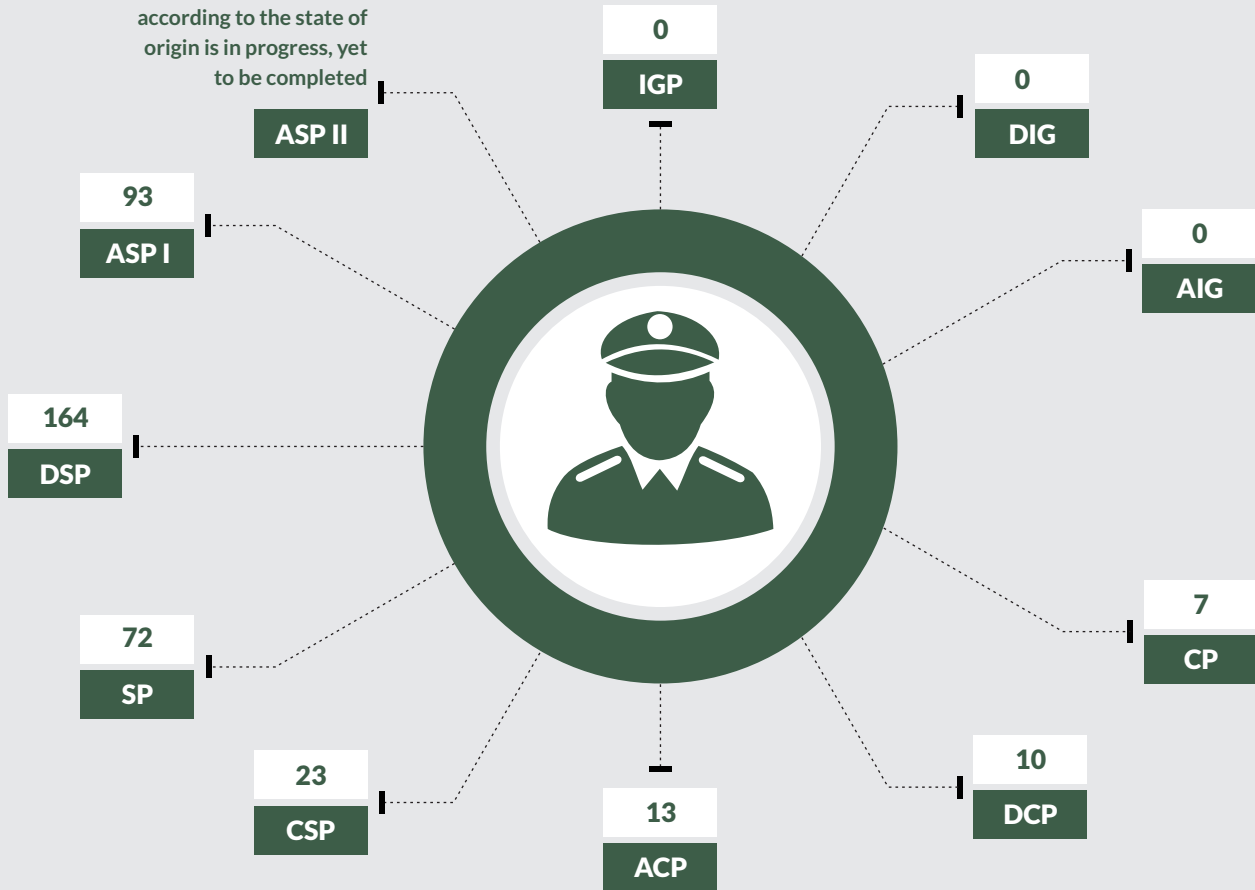 according to the state of
origin is in progress, yet
to be completed
ASP II
0
IGP
0
DIG
93
ASP I
0
AIG
164
DSP
7
CP
72
SP
10
DCP
23
CSP
13
ACP